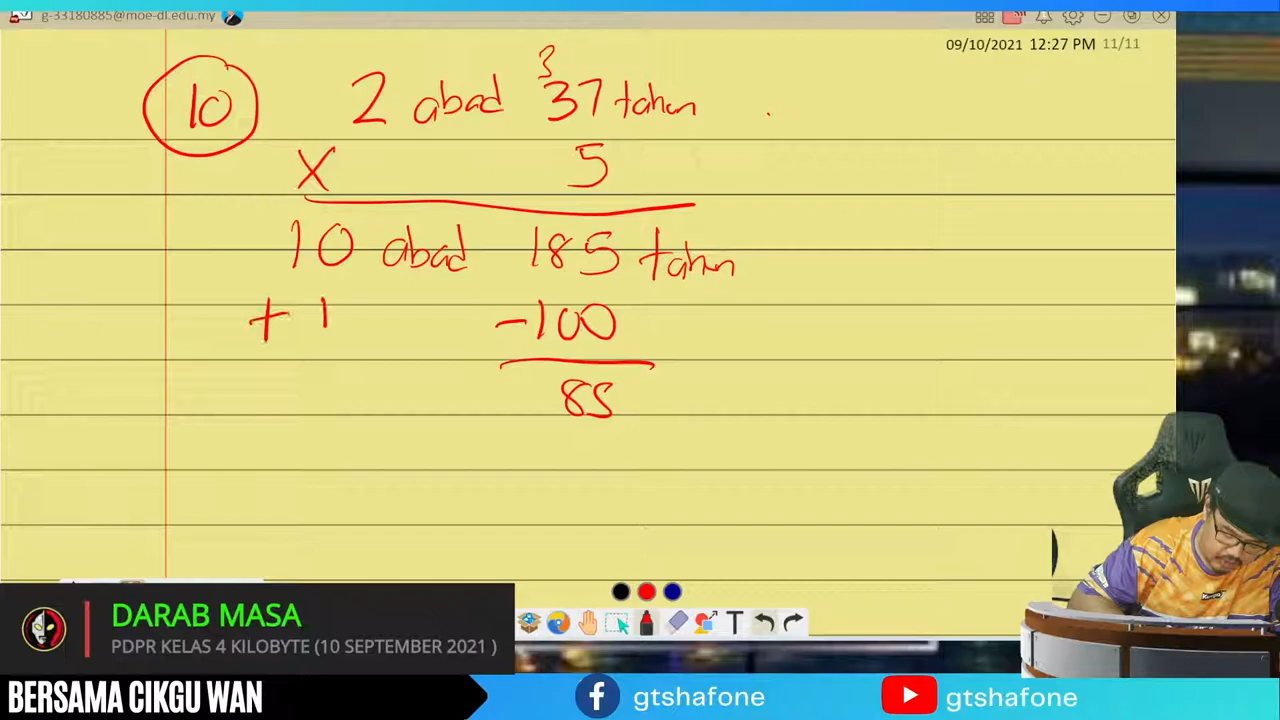 g-33180885@moe-dl.edu.my
09/10/2021 12:27 PM 11/11
3
10 2 abad 37 tahun
X 5
10 abad 185 tahun
+ 1 -100
85
T
DARAB MASA
PDPR KELAS 4 KILOBYTE (10 SEPTEMBER 2021 )
BERSAMA CIKGU WAN
gtshafone
gtshafone